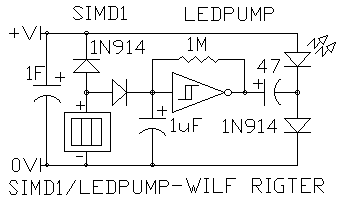 SIMD1 LEDPUMP
+V
1N914 1M
1F + 47
+ +
+
1uF 1N914
-
0V
SIMD1/LEDPUMP-WILF RIGTER